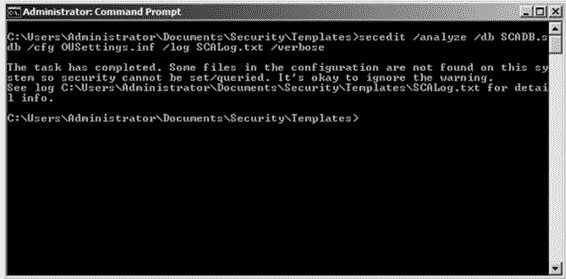 Administrator: Command Prompt
C:\Users\Administrator\Documents\Security\Templates>secedit /analyze /db SCADB.s
db /cfg OUSettings.inf /log SCALog.txt /verbose
The task has completed. Some files in the configuration are not found on this sy
stem so security cannot be set/queried. It's okay to ignore the warning.
See log C:\Users\Administrator\Documents\Security\Templates\SCALog.txt for detai
l info.
C:\Users\Administrator\Documents\Security\Templates>